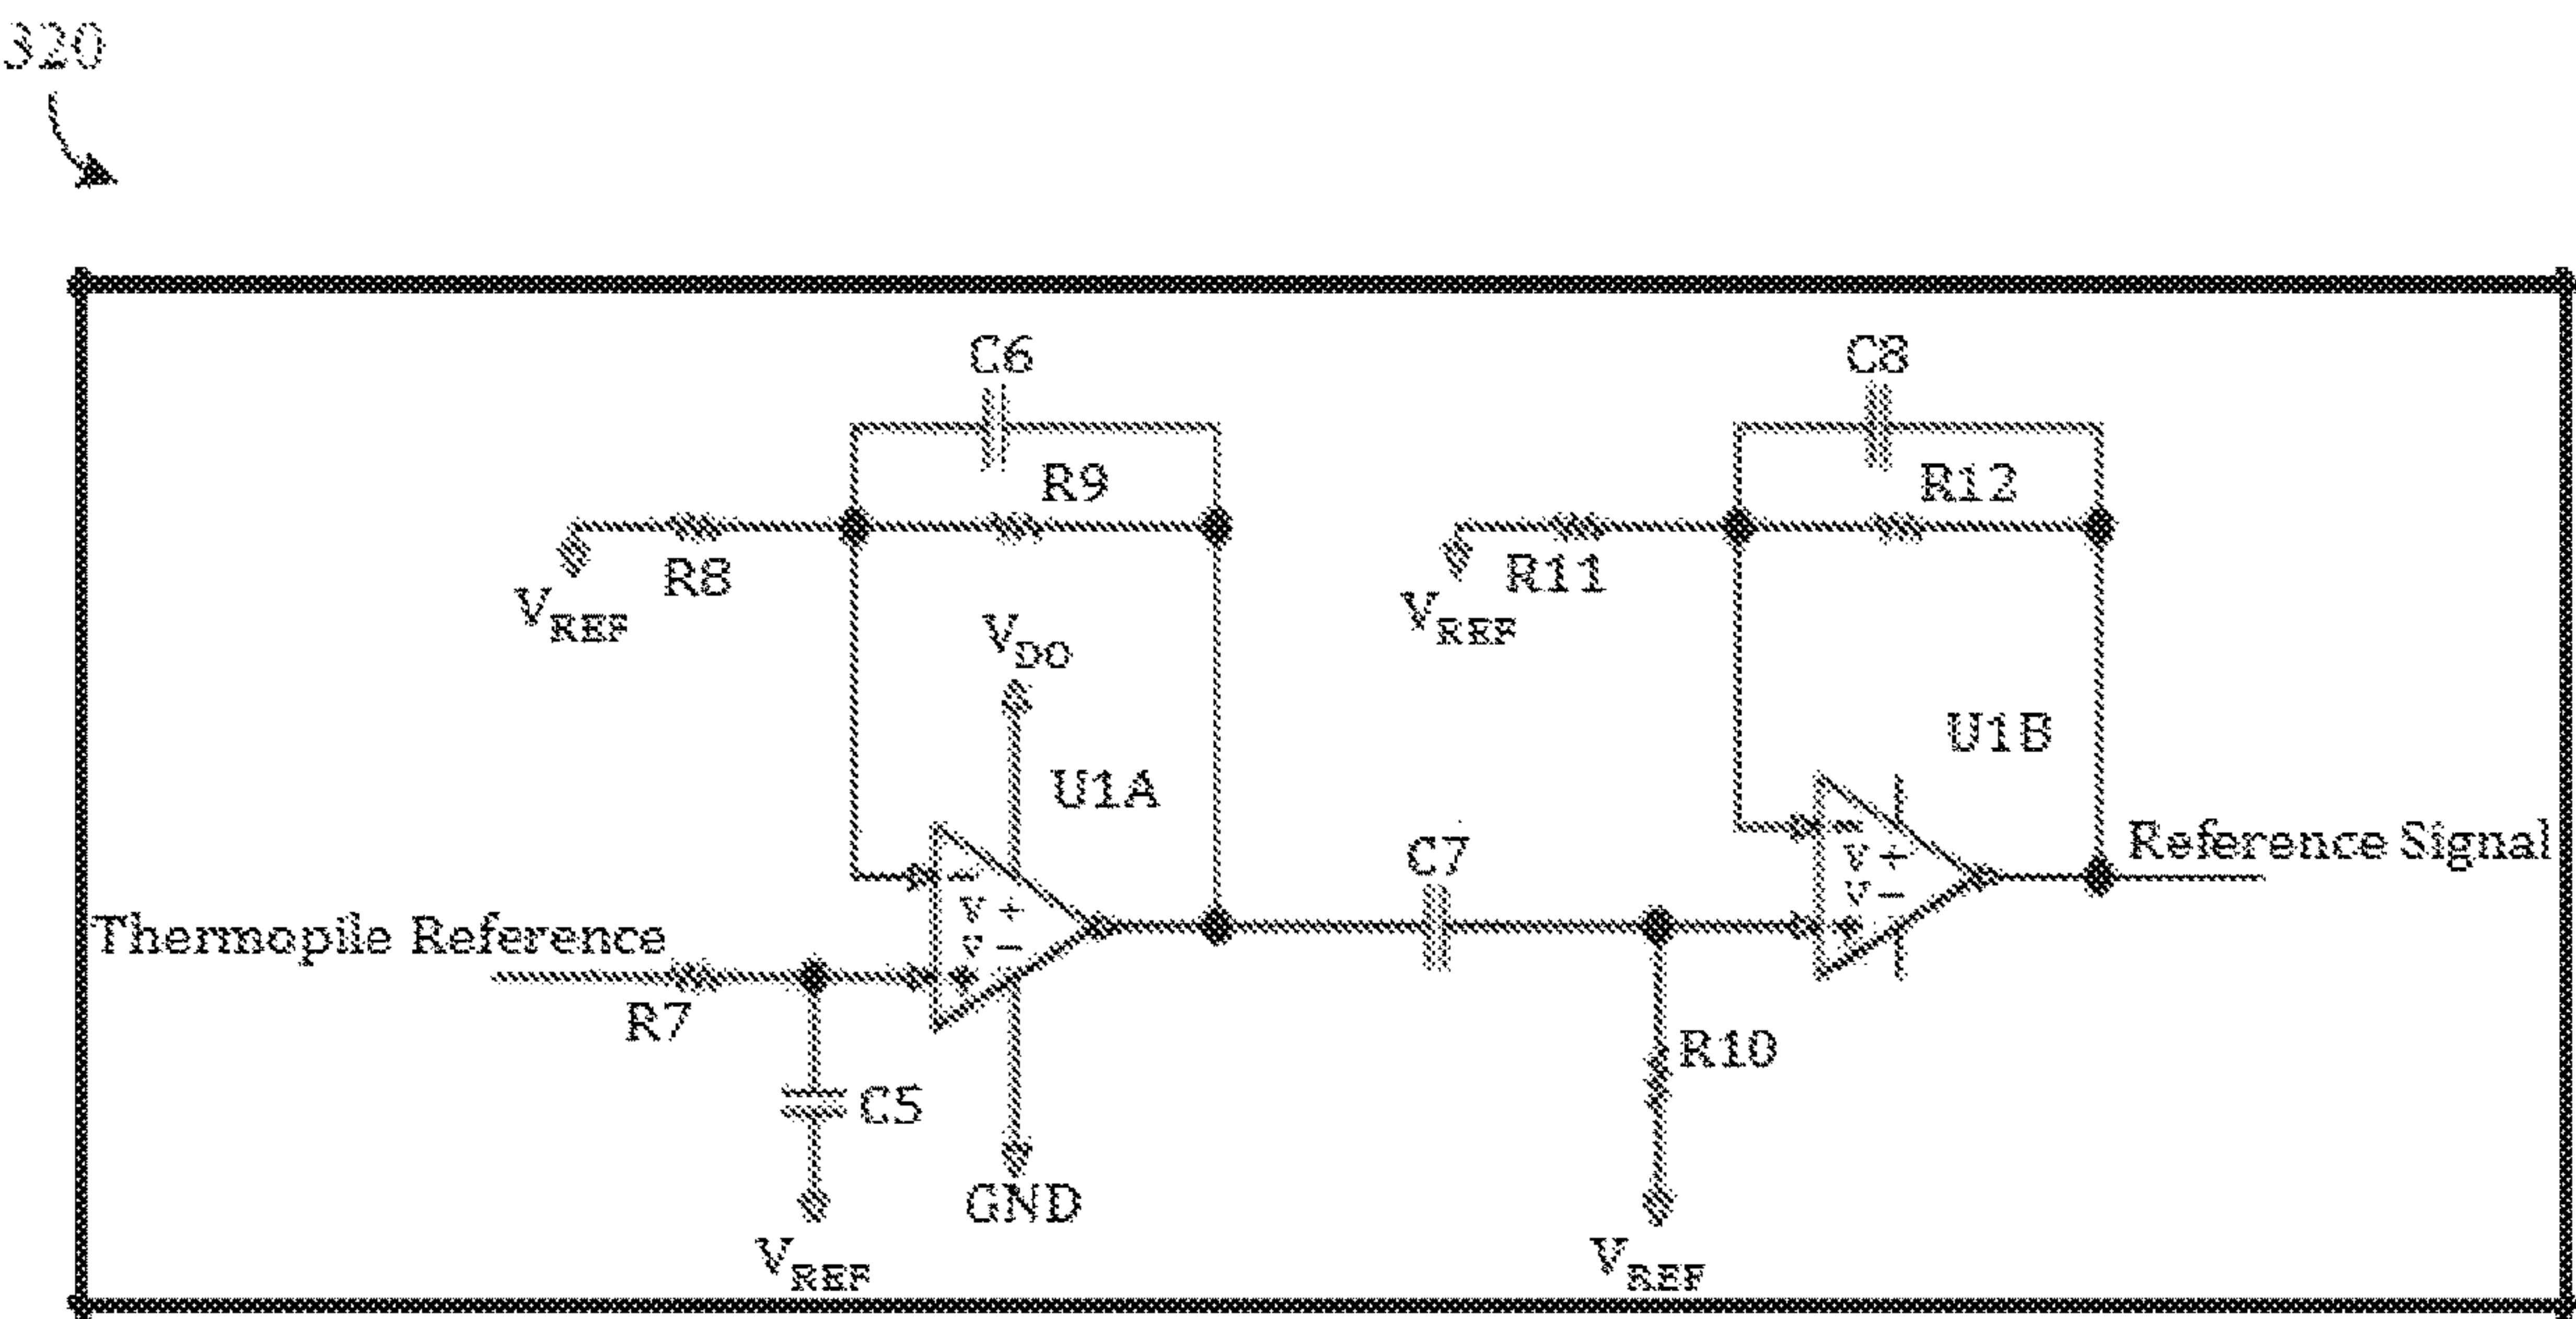 320
C6
C8
R9
R12
R8
R11
VREF
VREF
VDO
U1A
U1B
C7
Reference Signal
V+
V-
V+
V-
Thermopile Reference
R7
R10
C5
GND
VREF
VREF